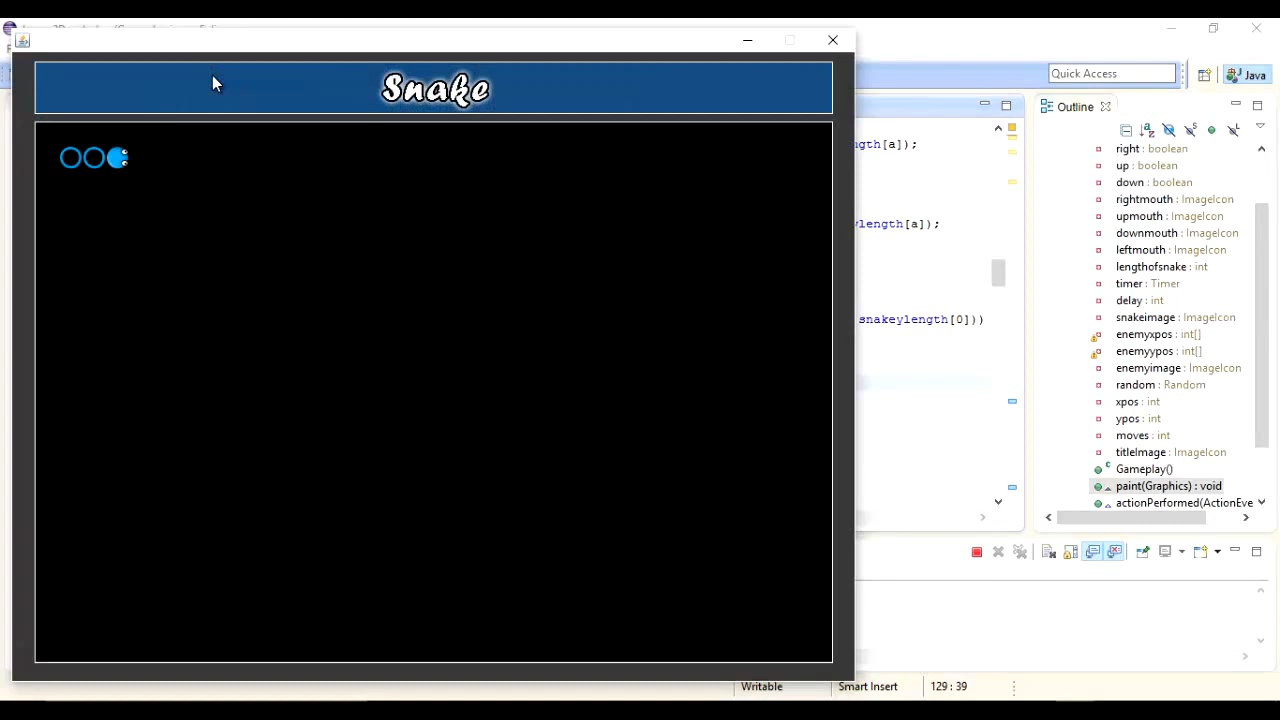 Snake
Quick Access
Java
Outline
ngth[a]);
ylength[a]);
snakeylength[0]))
right : boolean
up : boolean
down : boolean
rightmouth : ImageIcon
upmouth : ImageIcon
downmouth : ImageIcon
leftmouth : ImageIcon
lengthofsnake : int
timer : Timer
delay : int
snakeimage : ImageIcon
enemyxpos : int[]
enemyypos : int[]
enemyimage : ImageIcon
random : Random
xpos : int
ypos : int
moves : int
titleImage : ImageIcon
Gameplay()
paint(Graphics) : void
actionPerformed(ActionEve
Writable
Smart Insert
129 : 39